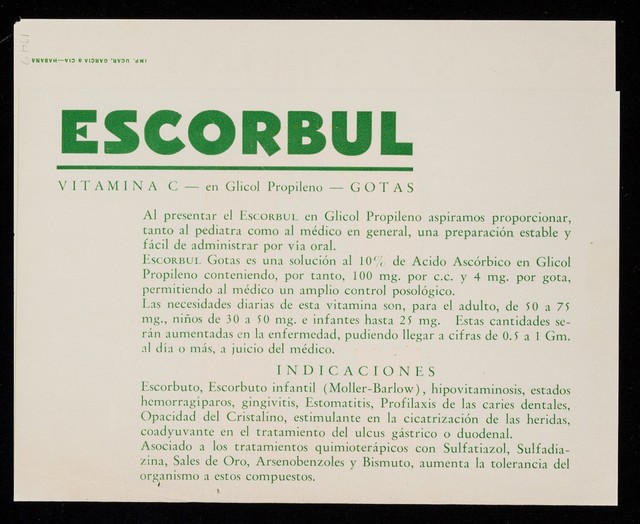 1949
IMP. UCAR, GARCIA & CIA—HABANA
ESCORBUL
VITAMINA C — en Glicol Propileno — GOTAS
Al presentar el ESCORBUL en Glicol Propileno aspiramos proporcionar,
tanto al pediatra como al médico en general, una preparación estable y
fácil de administrar por vía oral.
ESCORBUL Gotas es una solución al 10% de Acido Ascórbico en Glicol
Propileno conteniendo, por tanto, 100 mg. por c.c. y 4 mg. por gota,
permitiendo al médico un amplio control posológico.
Las necesidades diarias de esta vitamina son, para el adulto, de 50 a 75
mg., niños de 30 a 50 mg. e infantes hasta 25 mg. Estas cantidades se-
rán aumentadas en la enfermedad, pudiendo llegar a cifras de 0.5 a 1 Gm.
al día o más, a juicio del médico.
INDICACIONES
Escorbuto, Escorbuto infantil (Moller-Barlow), hipovitaminosis, estados
hemorragíparos, gingivitis, Estomatitis, Profilaxis de las caries dentales,
Opacidad del Cristalino, estimulante en la cicatrización de las heridas,
coadyuvante en el tratamiento del ulcus gástrico o duodenal.
Asociado a los tratamientos quimioterápicos con Sulfatiazol, Sulfadia-
zina, Sales de Oro, Arsenobenzoles y Bismuto, aumenta la tolerancia del
organismo a estos compuestos.